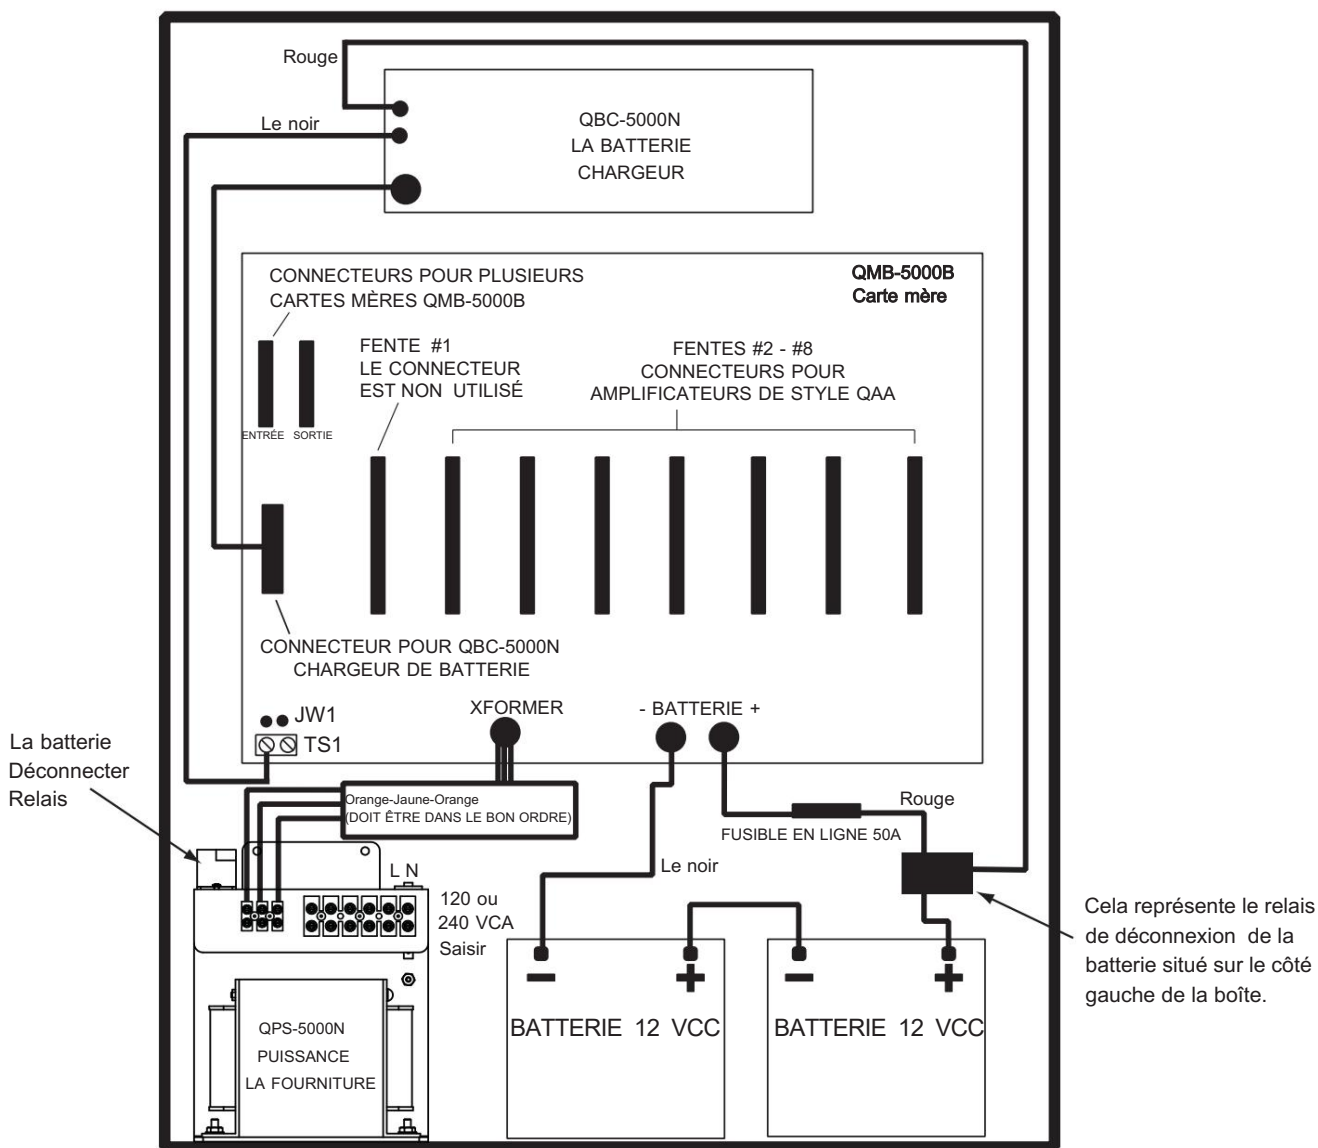 Rouge
Le noir
QBC-5000N
LA BATTERIE
CHARGEUR
CONNECTEURS POUR PLUSIEURS
CARTES MÈRES QMB-5000B
QMB-5000B
Carte mère
FENTE #1
LE CONNECTEUR
EST NON UTILISÉ
FENTES #2 - #8
CONNECTEURS POUR
AMPLIFICATEURS DE STYLE QAA
ENTRÉE SORTIE
CONNECTEUR POUR QBC-5000N
CHARGEUR DE BATTERIE
JW1
TS1
XFORMER
- BATTERIE +
La batterie
Déconnecter
Relais
Orange-Jaune-Orange
(DOIT ÊTRE DANS LE BON ORDRE)
Rouge
FUSIBLE EN LIGNE 50A
Le noir
L N
120 ou
240 VCA
Saisir
Cela représente le relais
de déconnexion de la
batterie situé sur le côté
gauche de la boîte.
BATTERIE 12 VCC
BATTERIE 12 VCC
QPS-5000N
PUISSANCE
LA FOURNITURE